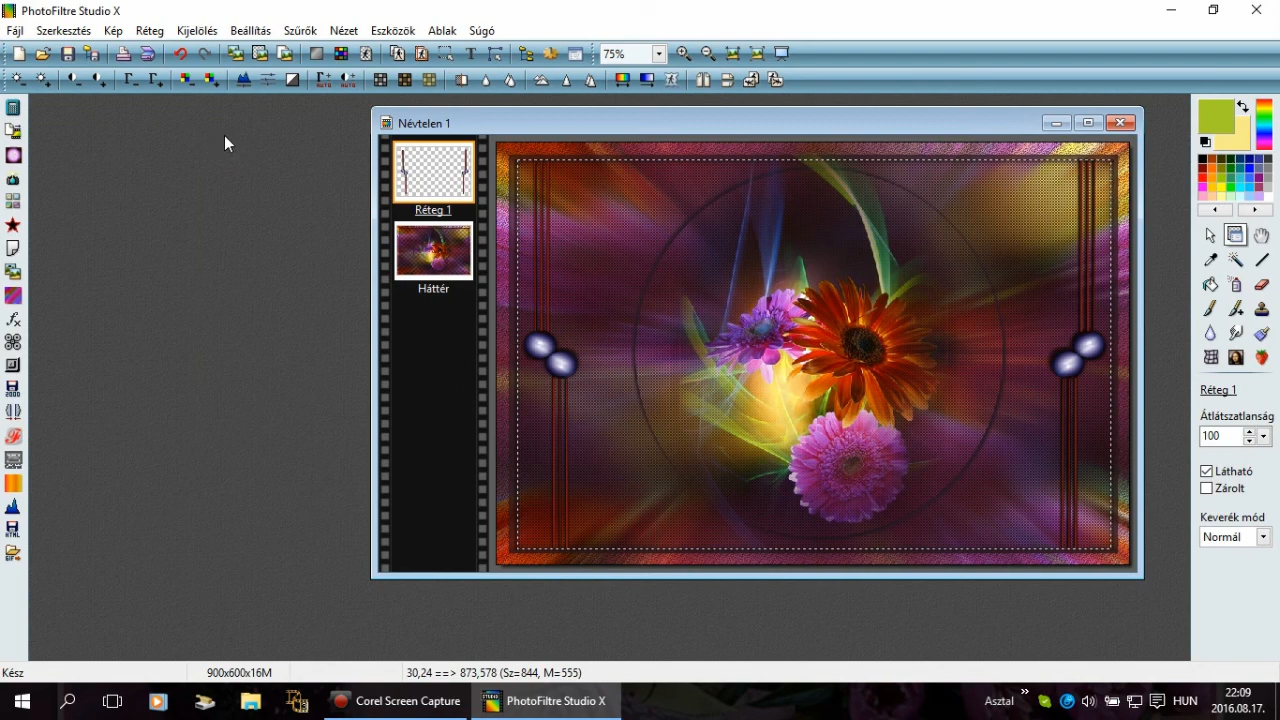 PhotoFiltre Studio X
Fájl Szerkesztés Kép Réteg Kijelölés Beállítás Szűrők Nézet Eszközök Ablak Súgó
75%
AUTO AUTO
Névtelen 1
Réteg 1
Háttér
Réteg 1
Átlátszatlanság
100
Látható
Zárolt
Keverék mód
Normál
Kész 900x600x16M 30,24 ==> 873,578 (Sz=844, M=555)
Corel Screen Capture PhotoFiltre Studio X Asztal » HUN 22:09
2016.08.17.